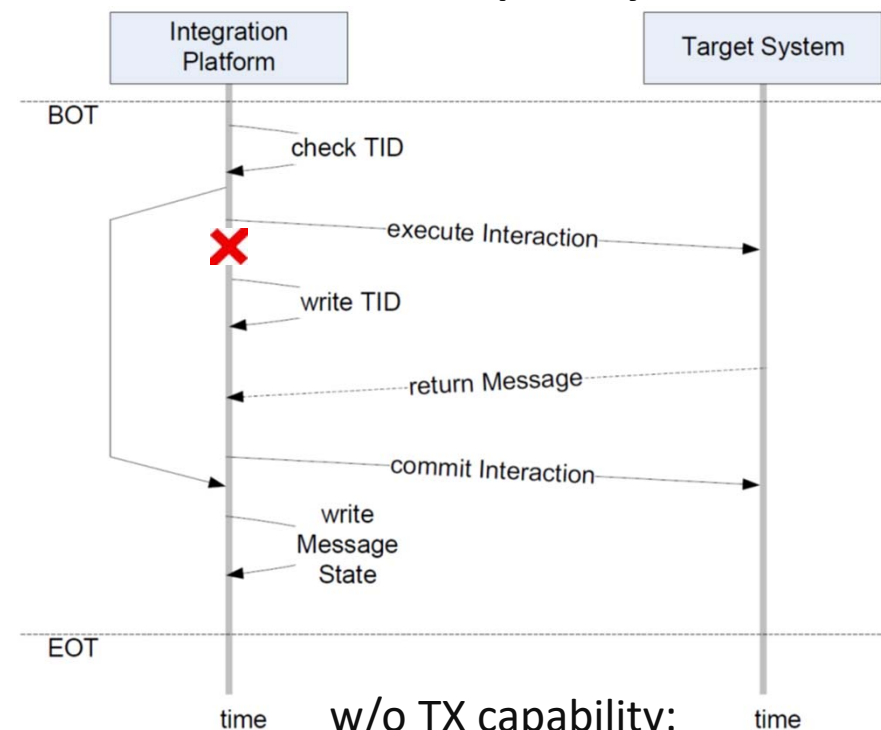 Integration
Platform
Target System
BOT
check TID
execute Interaction
write TID
return Message
commit Interaction
write
Message
State
EOT
time
w/o TX capability:
time